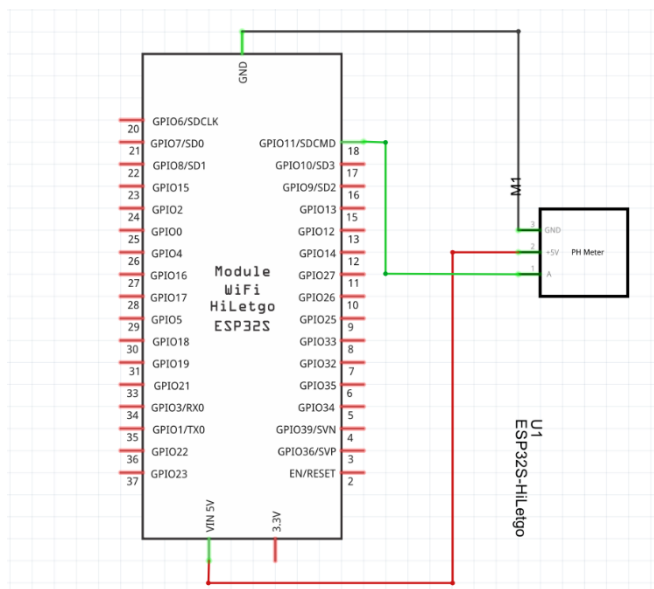 GND
20 GPIO6/SDCLK
21 GPIO7/SD0
22 GPIO8/SD1
23 GPIO15
24 GPIO2
25 GPIO0
26 GPIO4
27 GPIO16
28 GPIO17
29 GPIO5
30 GPIO18
31 GPIO19
33 GPIO21
34 GPIO3/RX0
35 GPIO1/TX0
36 GPIO22
37 GPIO23
Module
WiFi
HiLetgo
ESP32S
GPIO11/SDCMD 18
GPIO10/SD3 17
GPIO9/SD2 16
GPIO13 15
GPIO12 13
GPIO14 12
GPIO27 11
GPIO26 10
GPIO25 9
GPIO33 8
GPIO32 7
GPIO35 6
GPIO34 5
GPIO39/SVN 4
GPIO36/SVP 3
EN/RESET 2
VIN 5V
3.3V
M1
3 GND
2 +5V
1 A
PH Meter
U1
ESP32S-HiLetgo